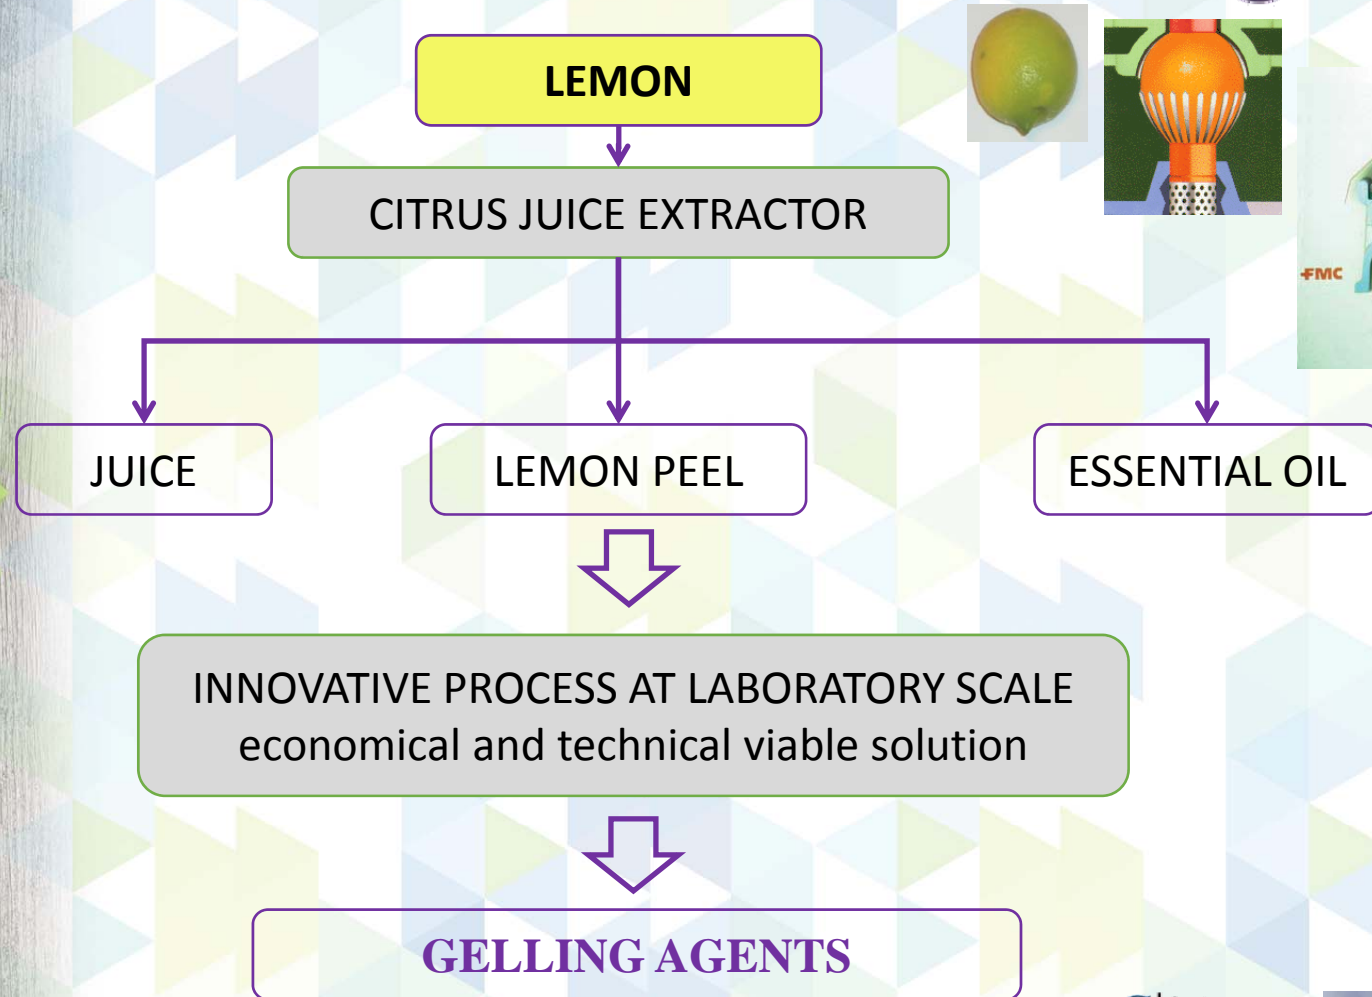 LEMON
CITRUS JUICE EXTRACTOR
FMC
JUICE
LEMON PEEL
ESSENTIAL OIL
INNOVATIVE PROCESS AT LABORATORY SCALE
economical and technical viable solution
GELLING AGENTS